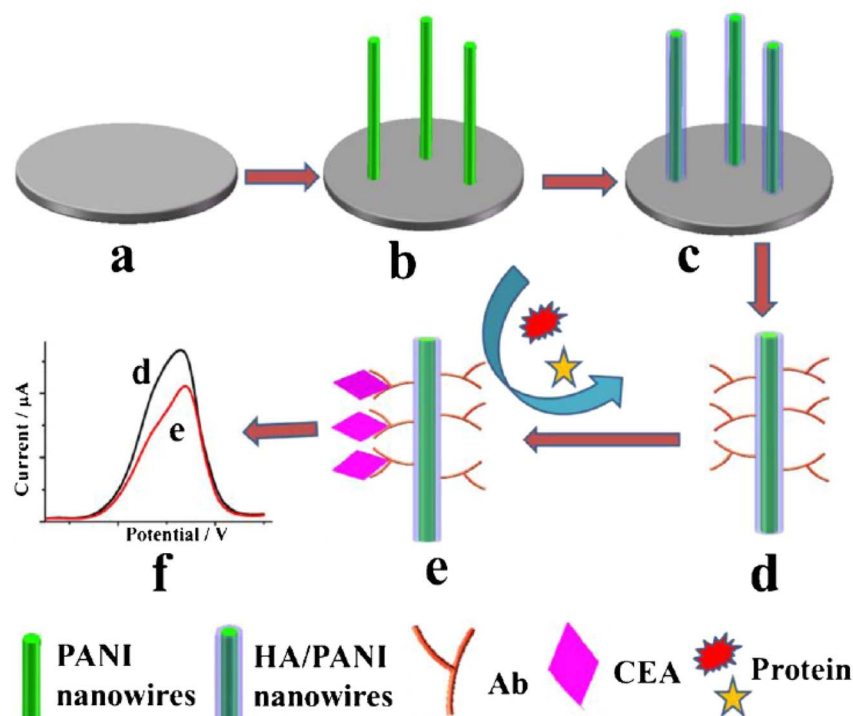 a
b
c
d
e
Current / μA
Potential / V
f
e
d
PANI
nanowires
HA/PANI
nanowires
Ab
CEA
Protein